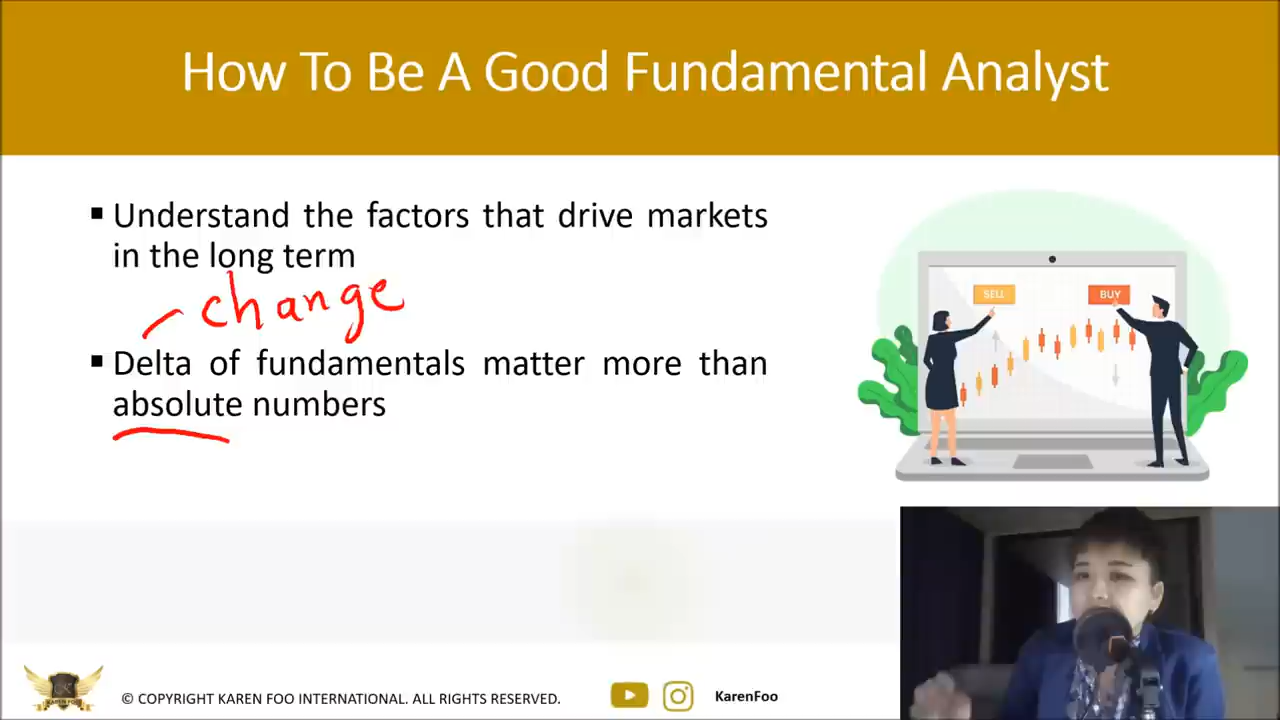 How To Be A Good Fundamental Analyst
▪ Understand the factors that drive markets
in the long term
change
▪ Delta of fundamentals matter more than
absolute numbers
SELL
BUY
© COPYRIGHT KAREN FOO INTERNATIONAL. ALL RIGHTS RESERVED.
KarenFoo